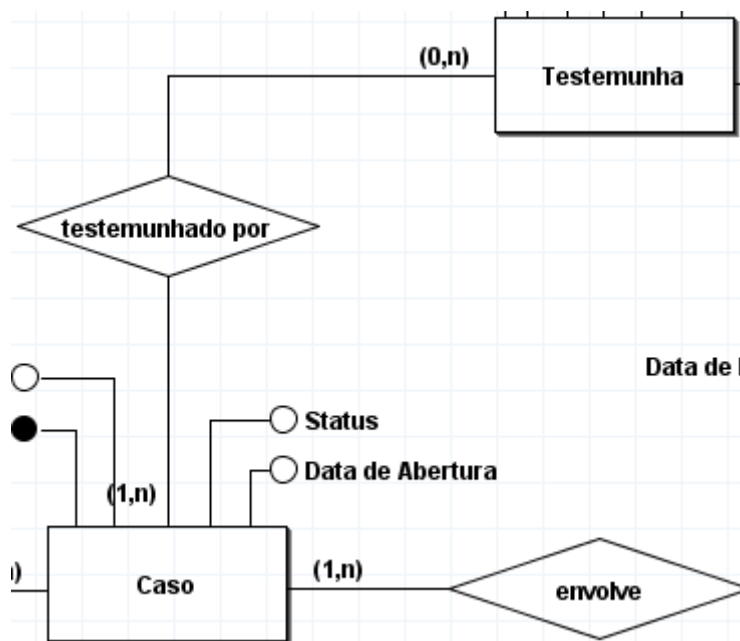 (0,n)
Testemunha
testemunhado por
Data de
Status
(1,n)
Data de Abertura
Caso
(1,n)
envolve